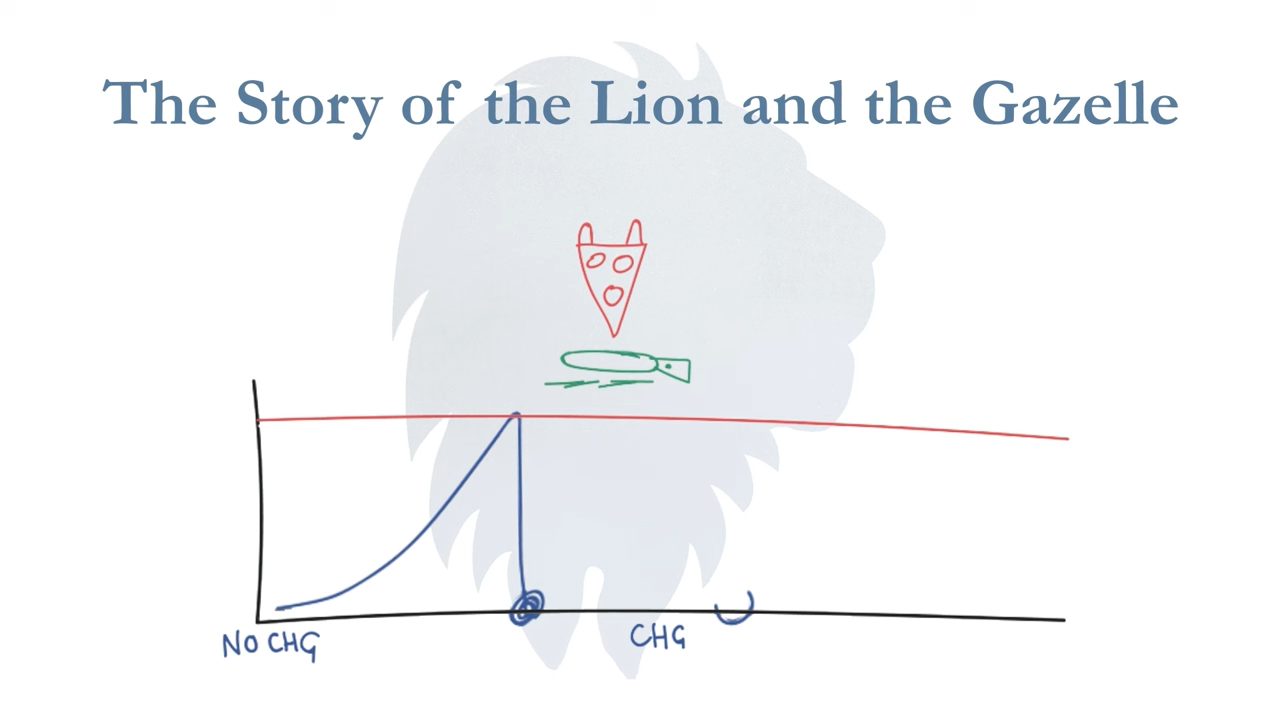 The Story of the Lion and the Gazelle
NO CHG
CHG